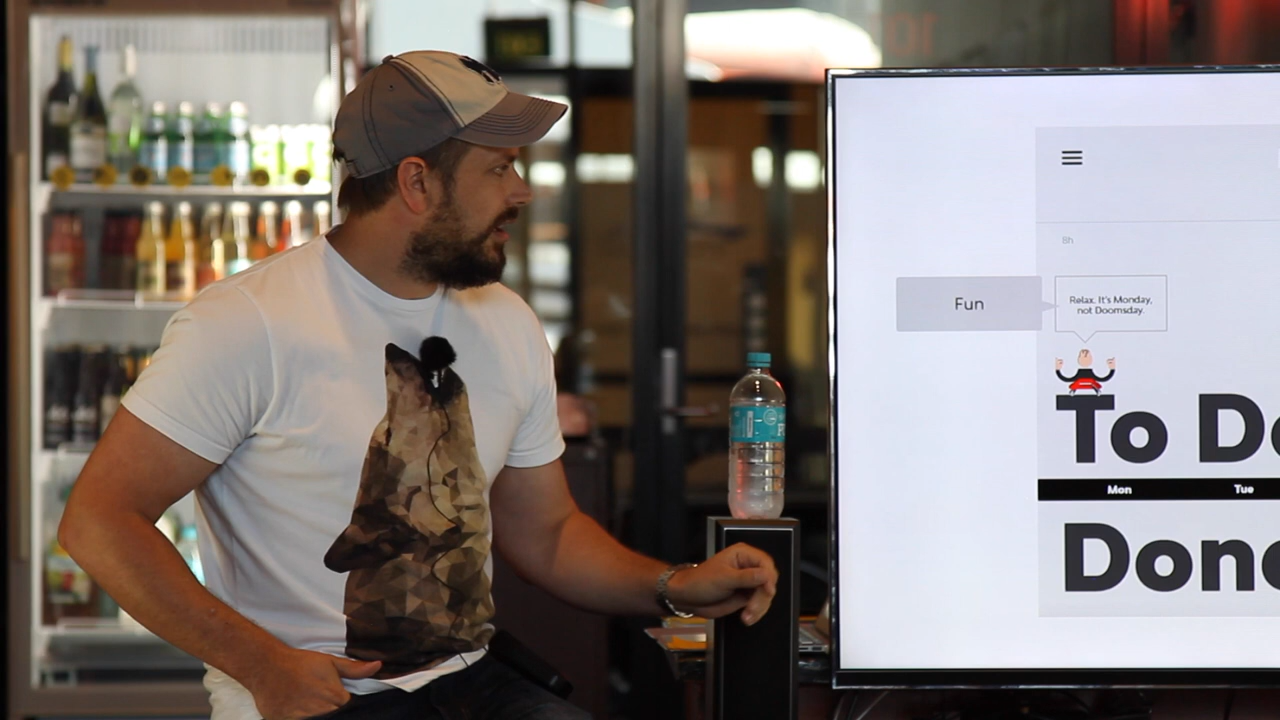 8h.
Fun
Relax. It's Monday,
not Doomsday.
To Do
Mon Tue
Done